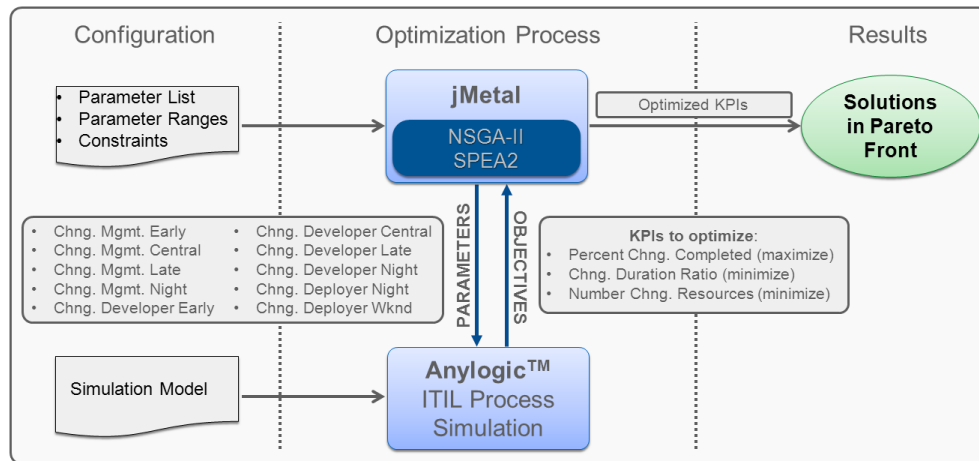 Configuration
Optimization Process
Results
• Parameter List
• Parameter Ranges
• Constraints
jMetal
NSGA-II
SPEA2
Optimized KPIs
Solutions
in Pareto
Front
• Chng. Mgmt. Early
• Chng. Mgmt. Central
• Chng. Mgmt. Late
• Chng. Mgmt. Night
• Chng. Developer Early
• Chng. Developer Central
• Chng. Developer Late
• Chng. Developer Night
• Chng. Deployer Night
• Chng. Deployer Wknd
PARAMETERS
OBJECTIVES
KPIs to optimize:
• Percent Chng. Completed (maximize)
• Chng. Duration Ratio (minimize)
• Number Chng. Resources (minimize)
Simulation Model
Anylogic™
ITIL Process
Simulation